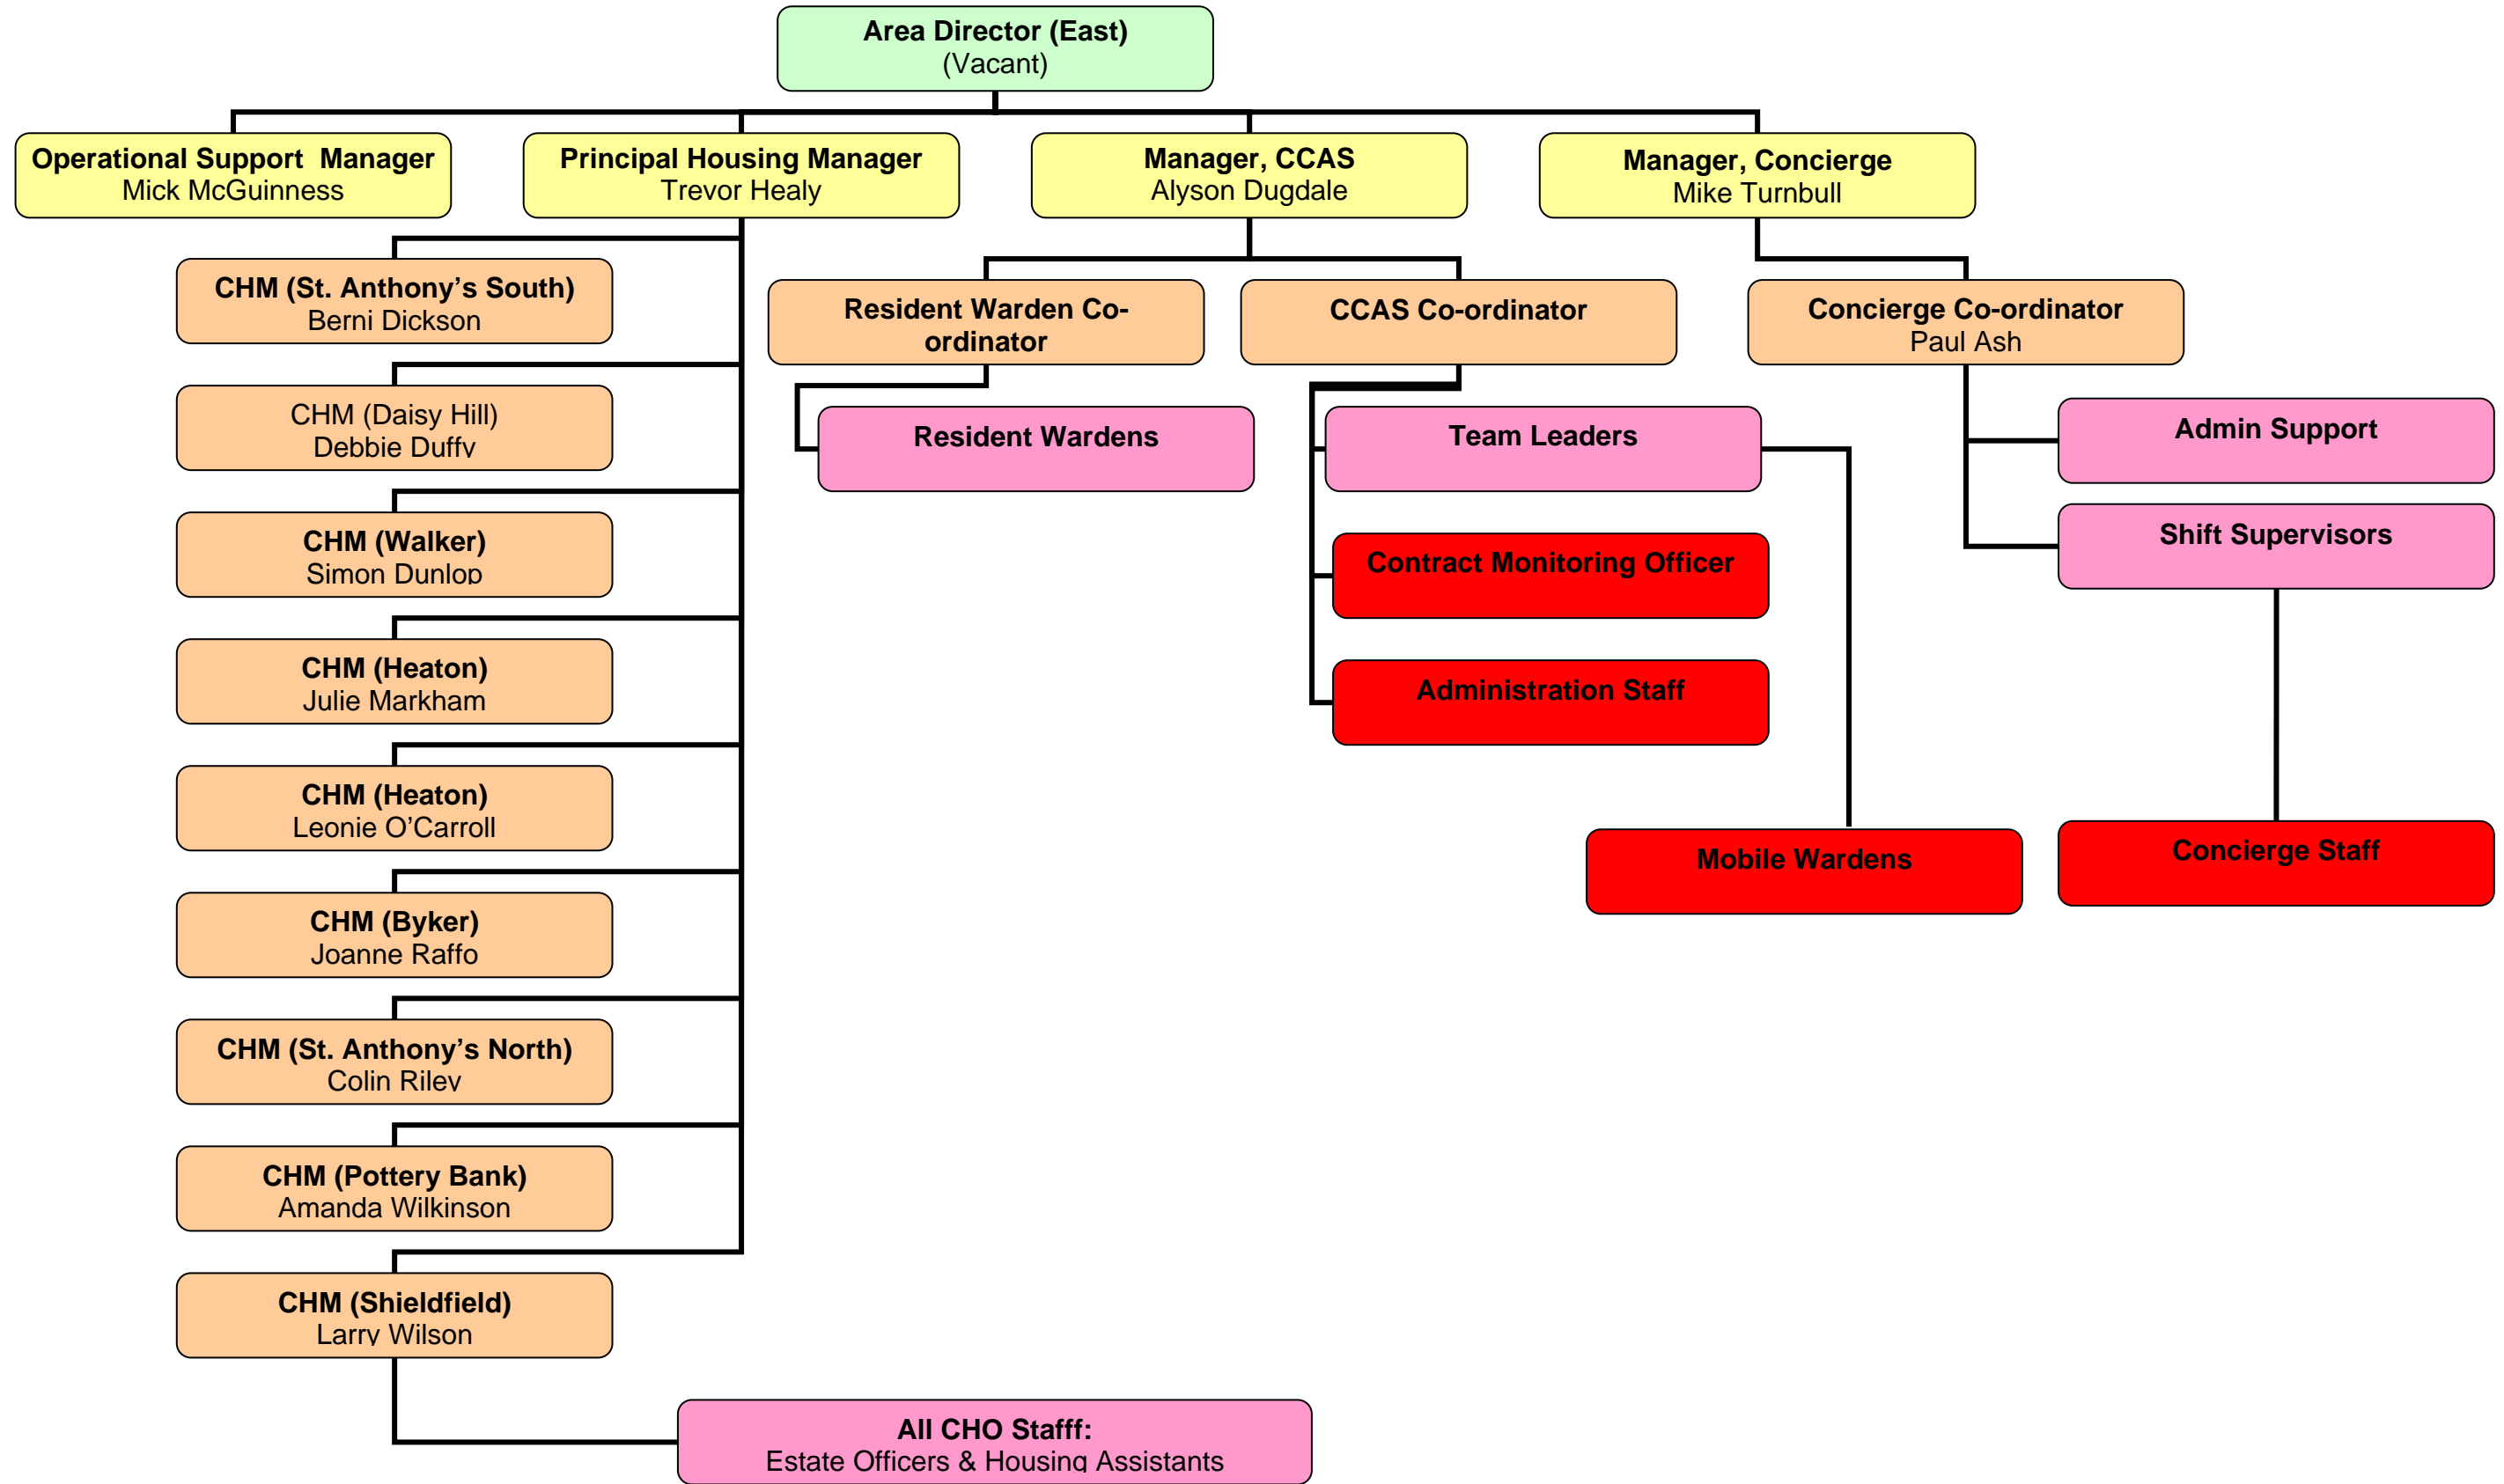 Area Director (East)
(Vacant)
Operational Support  Manager
Mick McGuinness
Principal Housing Manager
Trevor Healy
Manager, CCAS
Alyson Dugdale
Manager, Concierge
Mike Turnbull
CHM (St. Anthony’s South)
Berni Dickson
CHM (Daisy Hill)
Debbie Duffy
CHM (Walker)
Simon Dunlop
CHM (Heaton)
Julie Markham
CHM (Heaton)
Leonie O’Carroll
CHM (Byker)
Joanne Raffo
CHM (St. Anthony’s North)
Colin Riley
CHM (Pottery Bank)
Amanda Wilkinson
CHM (Shieldfield)
Larry Wilson
All CHO Stafff:
Estate Officers & Housing Assistants
Resident Warden Co-
ordinator
Resident Wardens
CCAS Co-ordinator
Team Leaders
Contract Monitoring Officer
Administration Staff
Mobile Wardens
Concierge Co-ordinator
Paul Ash
Admin Support
Shift Supervisors
Concierge Staff